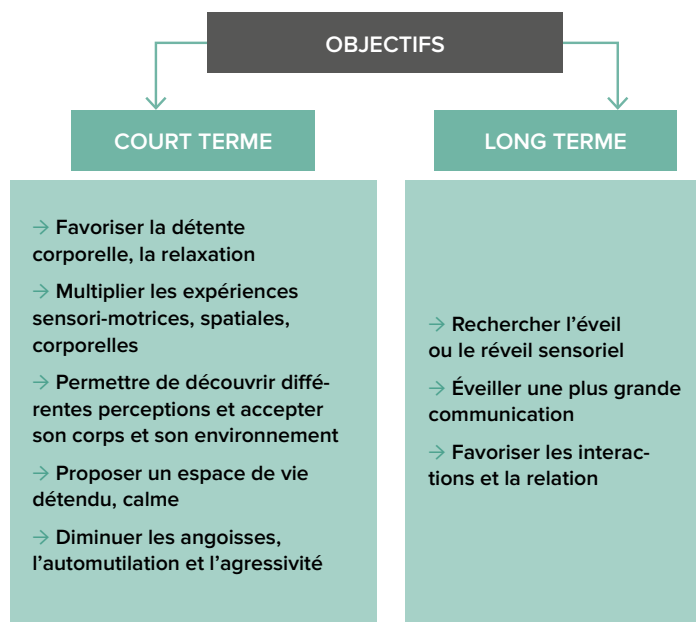 OBJECTIFS
COURT TERME
→ Favoriser la détente
corporelle, la relaxation
→ Multiplier les expériences
sensori-motrices, spatiales,
corporelles
→ Permettre de découvrir diffé-
rentes perceptions et accepter
son corps et son environnement
→ Proposer un espace de vie
détendu, calme
→ Diminuer les angoisses,
l’automutilation et l’agressivité
LONG TERME
→ Rechercher l’éveil
ou le réveil sensoriel
→ Éveiller une plus grande
communication
→ Favoriser les interac-
tions et la relation